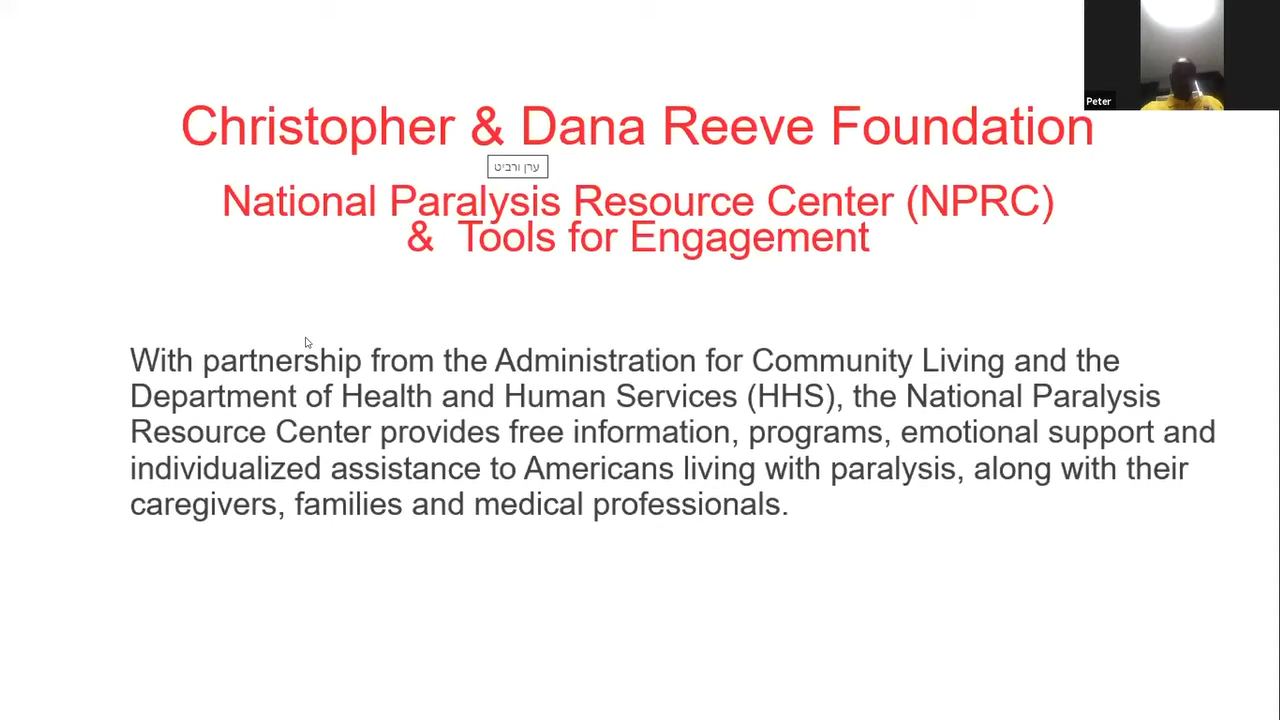 Peter
Christopher & Dana Reeve Foundation
ערן ורביט
National Paralysis Resource Center (NPRC)
& Tools for Engagement
With partnership from the Administration for Community Living and the
Department of Health and Human Services (HHS), the National Paralysis
Resource Center provides free information, programs, emotional support and
individualized assistance to Americans living with paralysis, along with their
caregivers, families and medical professionals.